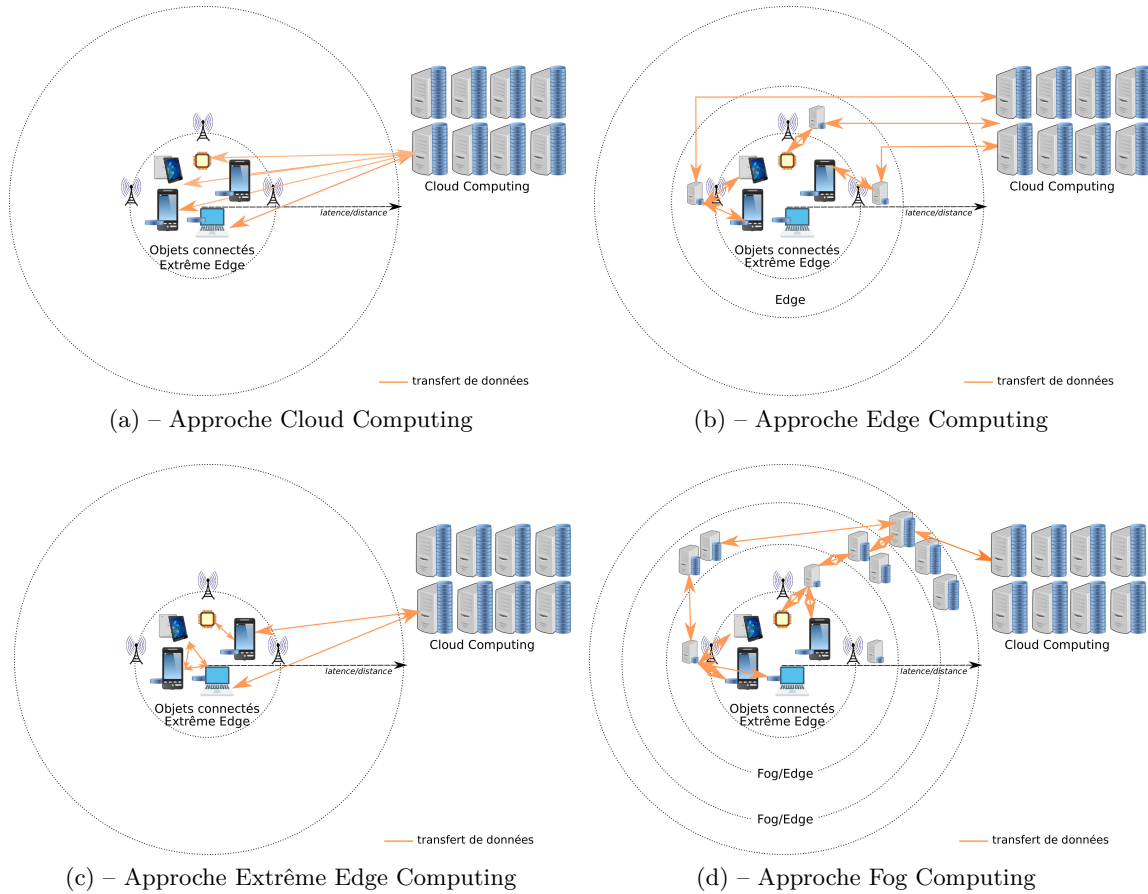 Cloud Computing
latence/distance
Objets connectés
Extrême Edge
transfert de données
(a) – Approche Cloud Computing
Cloud Computing
latence/distance
Objets connectés
Extrême Edge
Edge
transfert de données
(b) – Approche Edge Computing
Cloud Computing
latence/distance
Objets connectés
Extrême Edge
transfert de données
(c) – Approche Extrême Edge Computing
Cloud Computing
latence/distance
Objets connectés
Extrême Edge
Fog/Edge
Fog/Edge
transfert de données
(d) – Approche Fog Computing